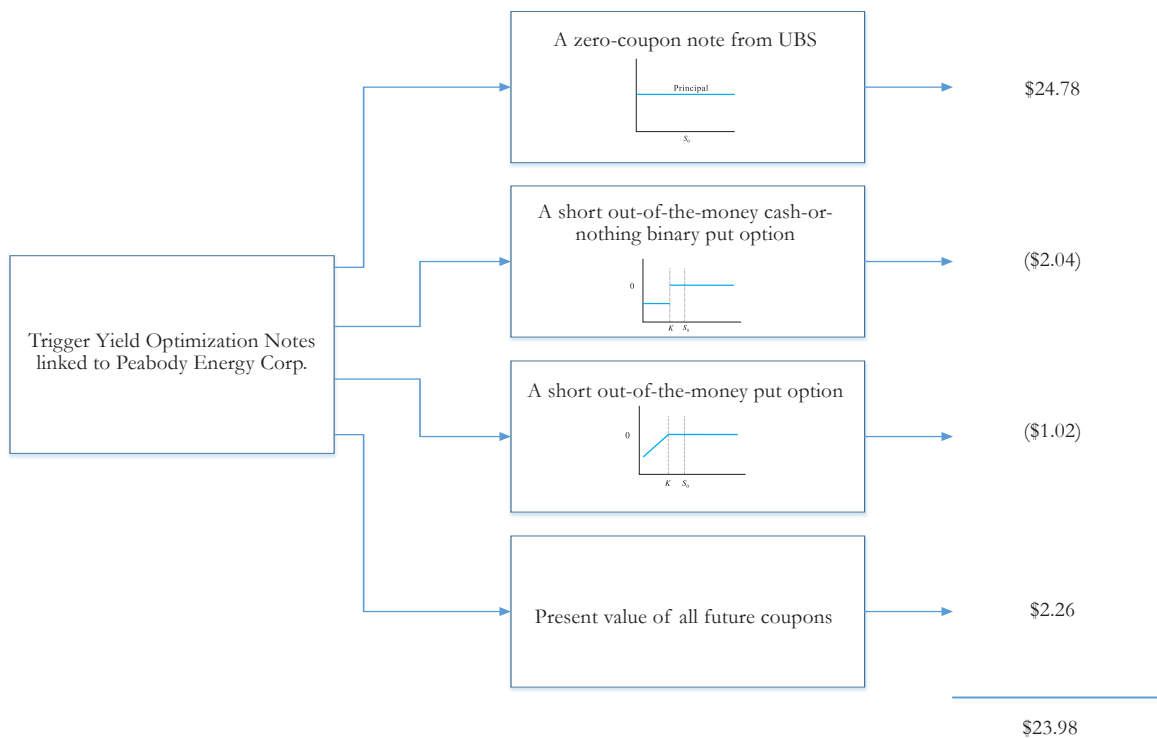 A zero-coupon note from UBS
Principal
S₀
$24.78
A short out-of-the-money cash-or-
nothing binary put option
0
K
S₀
($2.04)
Trigger Yield Optimization Notes
linked to Peabody Energy Corp.
A short out-of-the-money put option
0
K
S₀
($1.02)
Present value of all future coupons
$2.26
$23.98